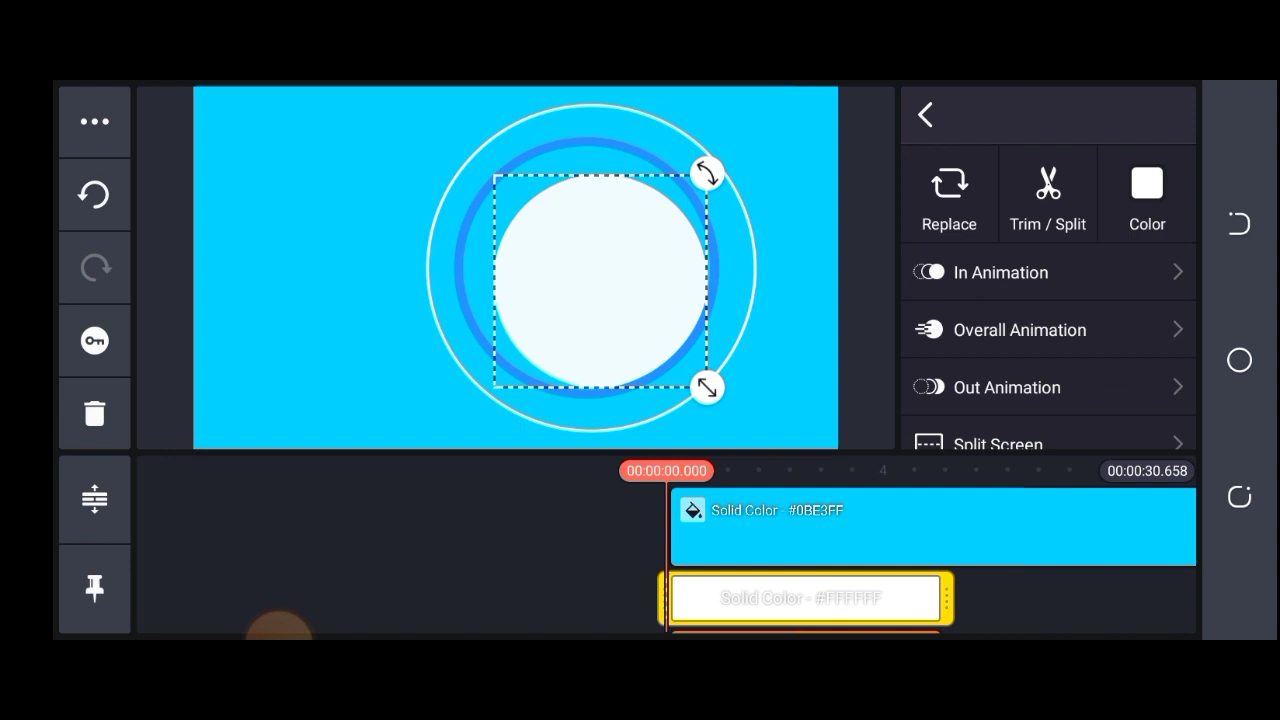 Replace
Trim / Split
Color
In Animation
Overall Animation
Out Animation
Split Screen
00:00:00.000
4
00:00:30.658
Solid Color - #0BE3FF
Solid Color - #FFFFFF